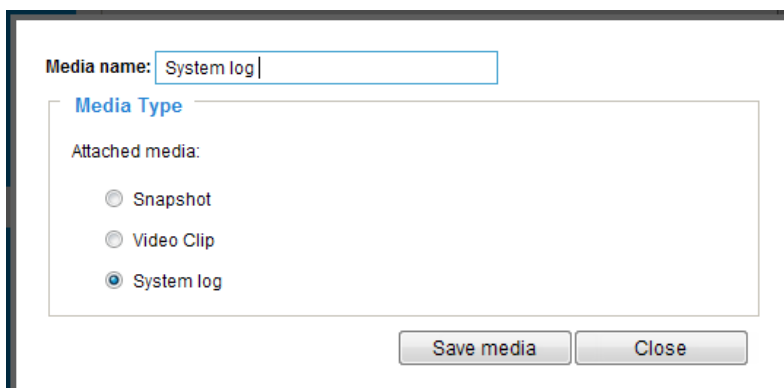 Media name: System log
Media Type
Attached media:
Snapshot
Video Clip
System log
Save media Close